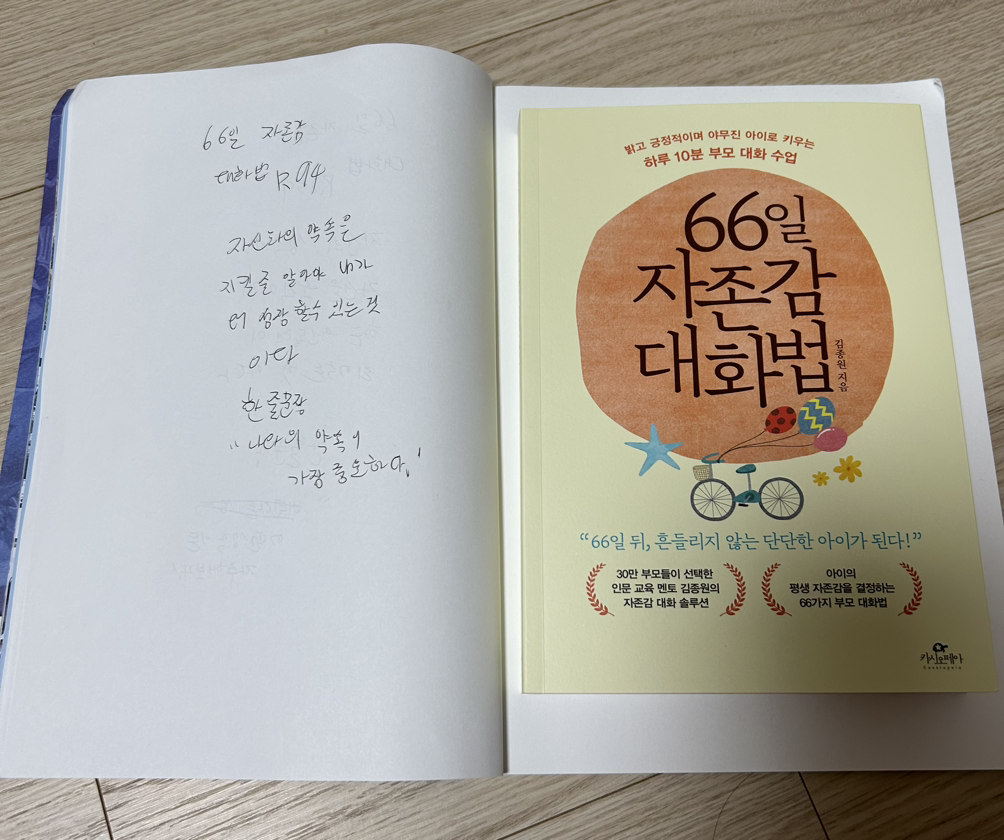 66일 자존감
대화법 P.94
자신과의 약속은
지킬줄 알아야 내가
더 성장 할수 있는 것
이다
한 줄문장
"나와의 약속이
가장 중요하다."
밝고 긍정적이며 야무진 아이로 키우는
하루 10분 부모 대화 수업
66일
자존감
대화법
김종원 지음
"66일 뒤, 흔들리지 않는 단단한 아이가 된다!"
30만 부모들이 선택한
인문 교육 멘토 김종원의
자존감 대화 솔루션
아이의
평생 자존감을 결정하는
66가지 부모 대화법
카시오페아
Cassiopeia